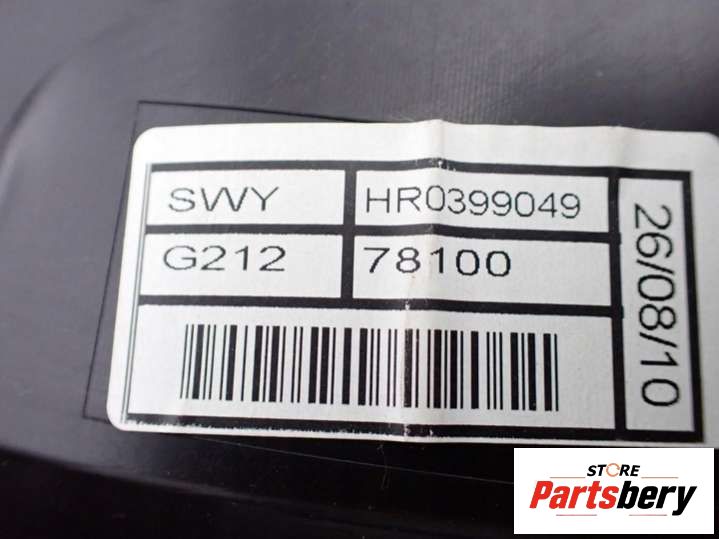 SWY HR0399049
G212 78100
26/08/10
STORE
Partsbery